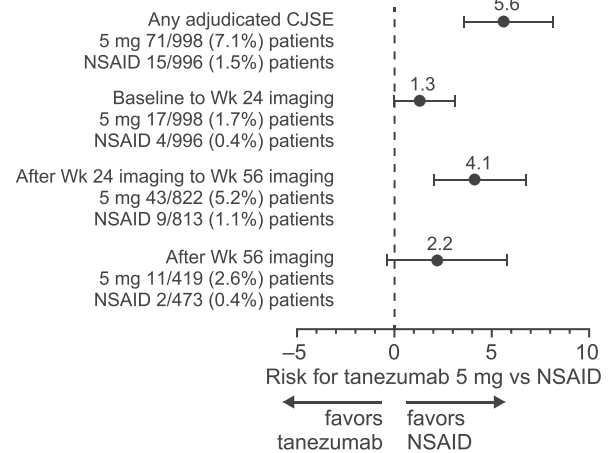 5.6
Any adjudicated CJSE
5 mg 71/998 (7.1%) patients
NSAID 15/996 (1.5%) patients
1.3
Baseline to Wk 24 imaging
5 mg 17/998 (1.7%) patients
NSAID 4/996 (0.4%) patients
4.1
After Wk 24 imaging to Wk 56 imaging
5 mg 43/822 (5.2%) patients
NSAID 9/813 (1.1%) patients
2.2
After Wk 56 imaging
5 mg 11/419 (2.6%) patients
NSAID 2/473 (0.4%) patients
–5 0 5 10
Risk for tanezumab 5 mg vs NSAID
favors favors
tanezumab NSAID